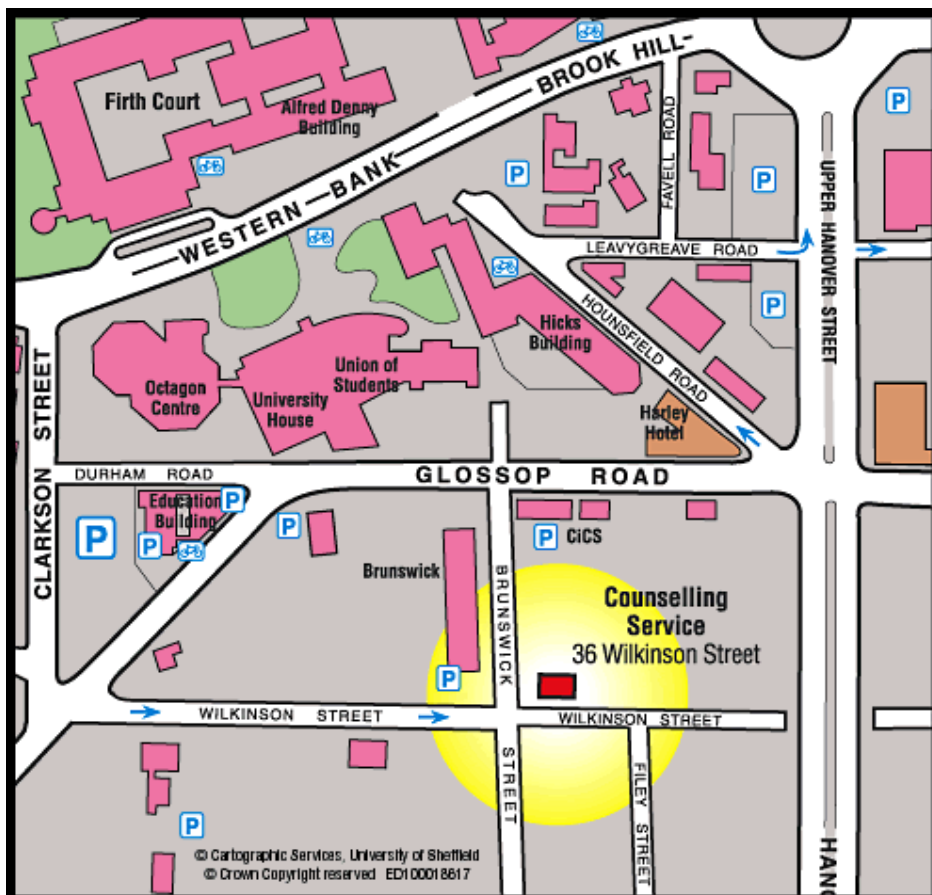 BROOK HILL
P
Firth Court
Alfred Denny
Building
FAVELL ROAD
P
P
WESTERN BANK
UPPER HANOVER STREET
LEAVYGREAVE ROAD
P
HOUNSFIELD ROAD
Hicks
Building
Union of
Students
Octagon
Centre
University
House
Harley
Hotel
CLARKSON STREET
DURHAM ROAD
GLOSSOP ROAD
Education
Building
P
P
P
P
P
CiCS
Brunswick
BRUNSWICK STREET
Counselling
Service
36 Wilkinson Street
P
WILKINSON STREET
WILKINSON STREET
FILEY STREET
P
HANO
© Cartographic Services, University of Sheffield
© Crown Copyright reserved ED100018617